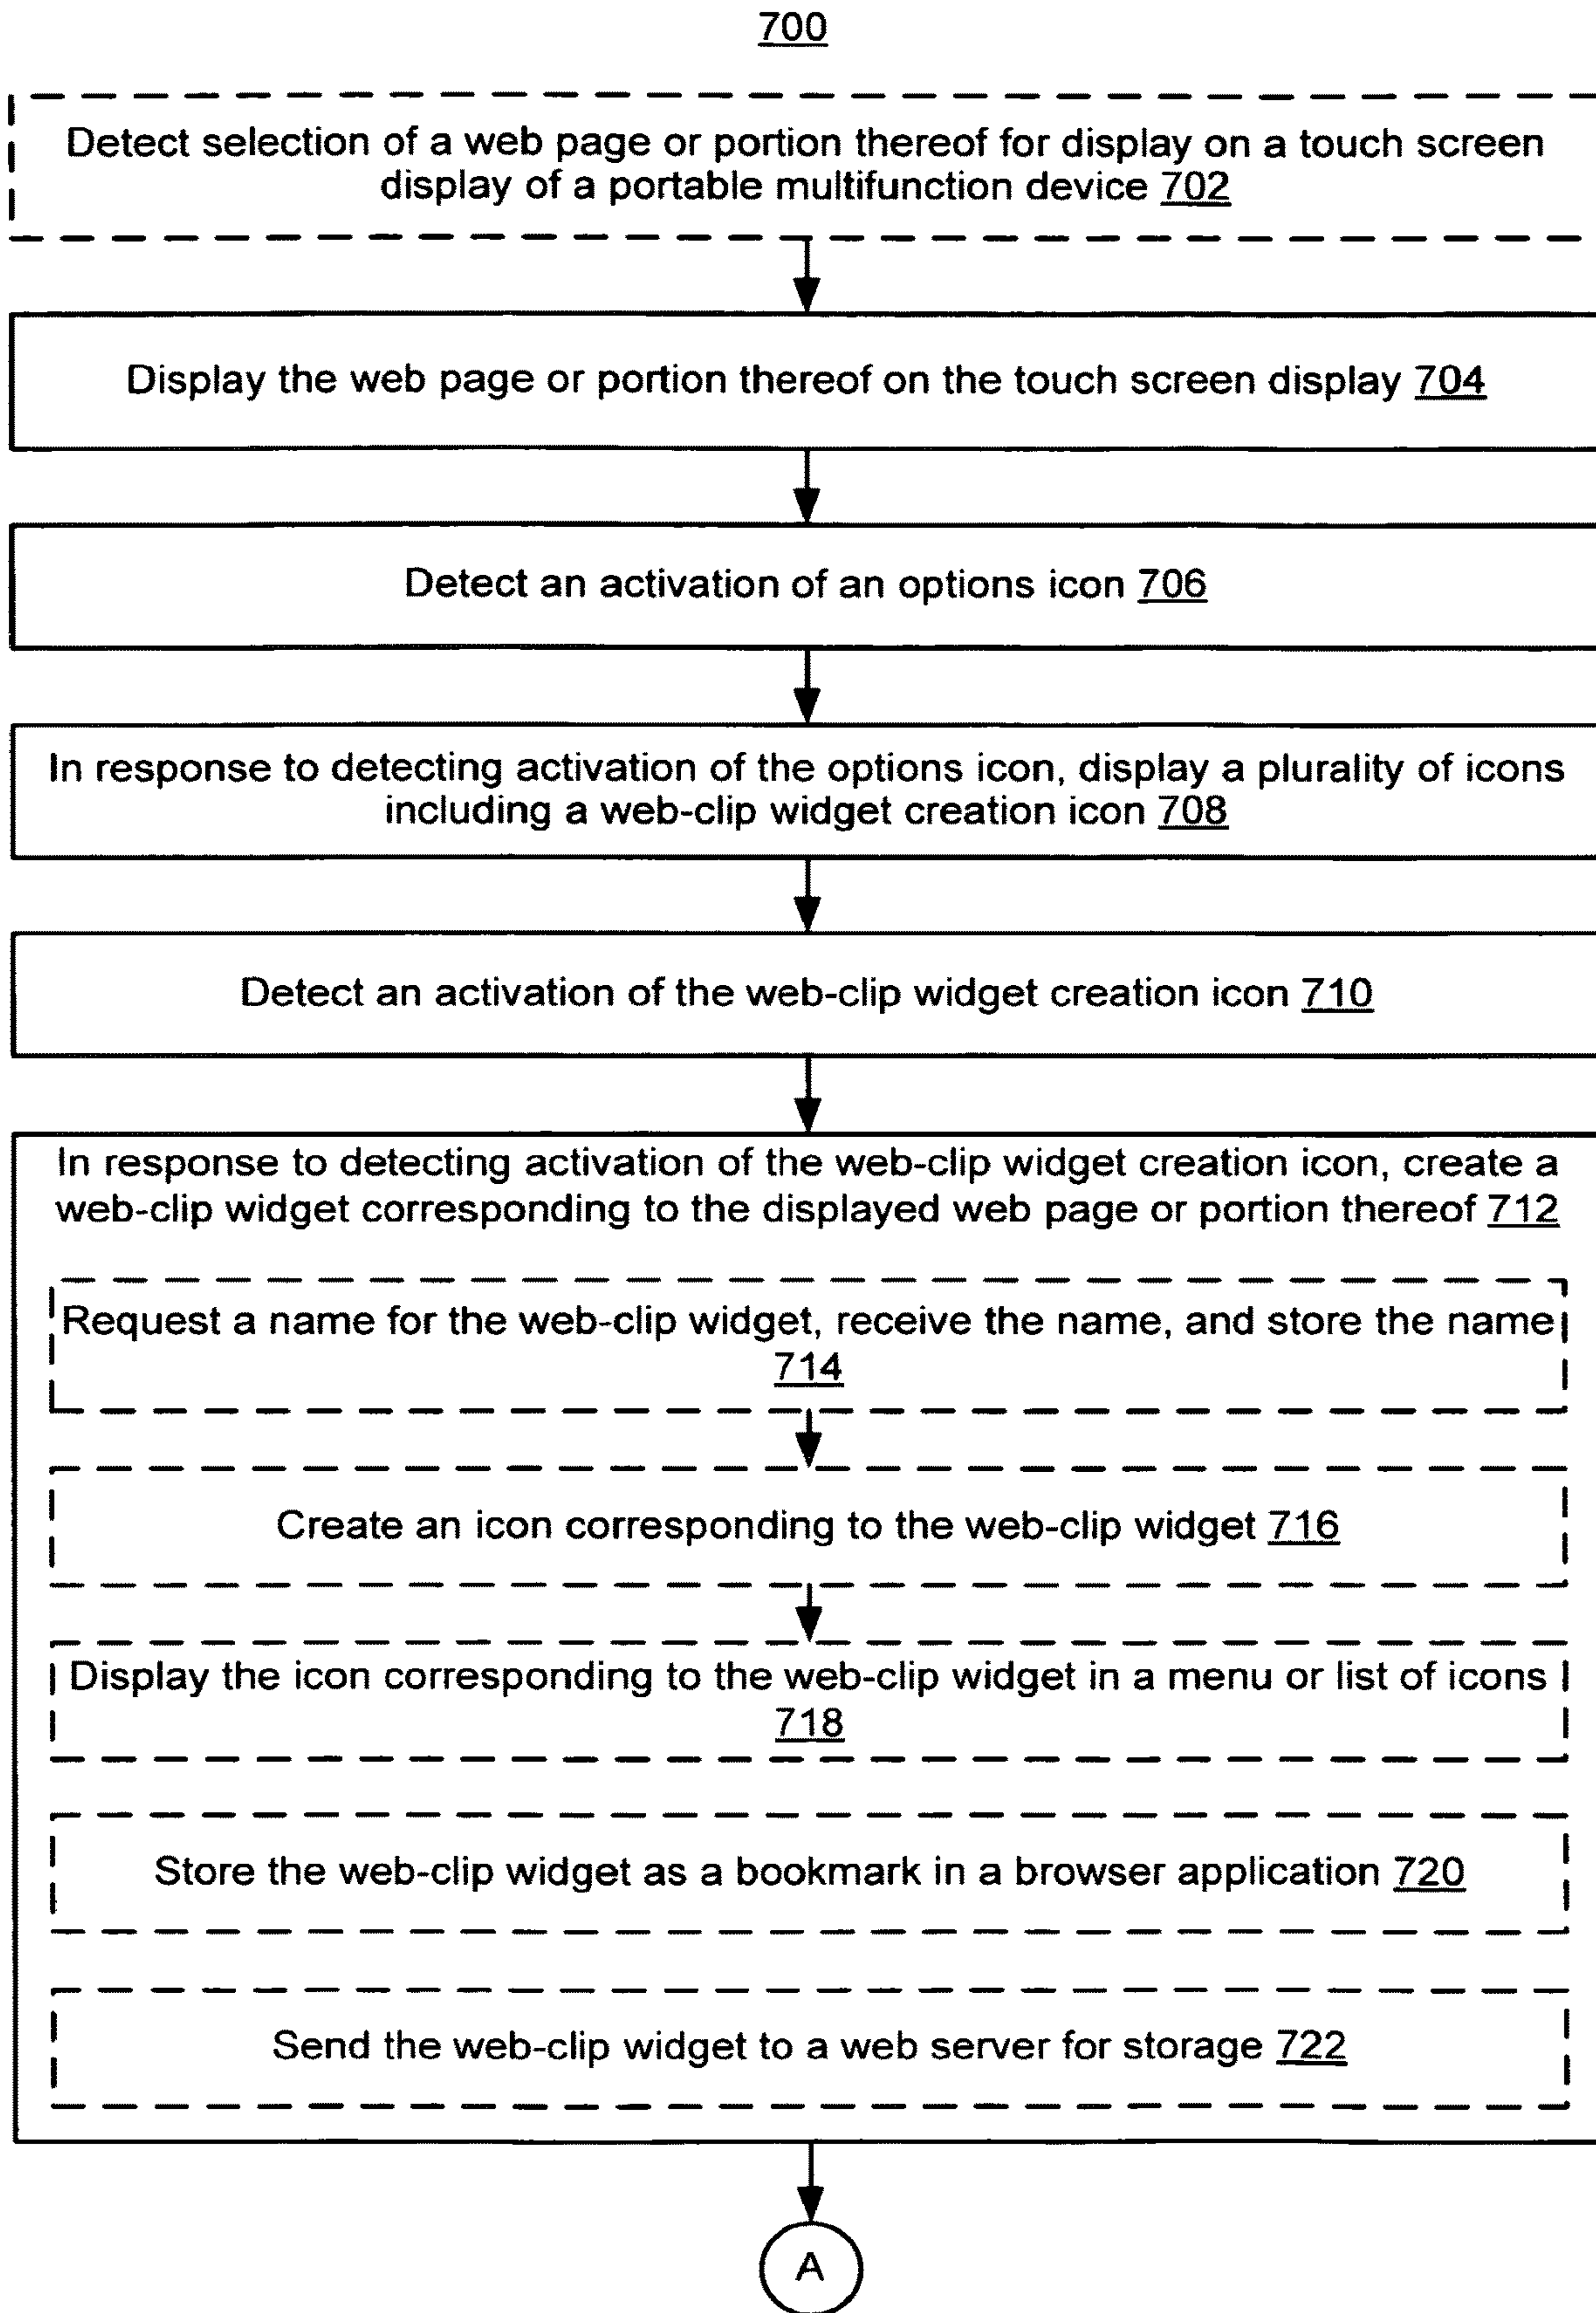 700
Detect selection of a web page or portion thereof for display on a touch screen
display of a portable multifunction device 702
Display the web page or portion thereof on the touch screen display 704
Detect an activation of an options icon 706
In response to detecting activation of the options icon, display a plurality of icons
including a web-clip widget creation icon 708
Detect an activation of the web-clip widget creation icon 710
In response to detecting activation of the web-clip widget creation icon, create a
web-clip widget corresponding to the displayed web page or portion thereof 712
Request a name for the web-clip widget, receive the name, and store the name
714
Create an icon corresponding to the web-clip widget 716
Display the icon corresponding to the web-clip widget in a menu or list of icons
718
Store the web-clip widget as a bookmark in a browser application 720
Send the web-clip widget to a web server for storage 722
A